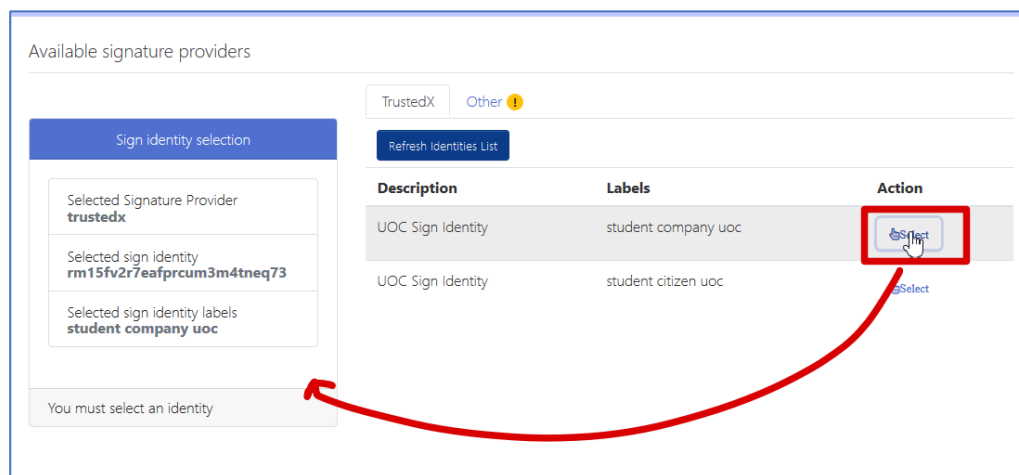 Available signature providers
TrustedX Other !
Sign identity selection
Refresh Identities List
Description Labels Action
Selected Signature Provider
trustedx
UOC Sign Identity student company uoc Select
Selected sign identity
rm15fv2r7eafprcum3m4tneq73
UOC Sign Identity student citizen uoc Select
Selected sign identity labels
student company uoc
You must select an identity